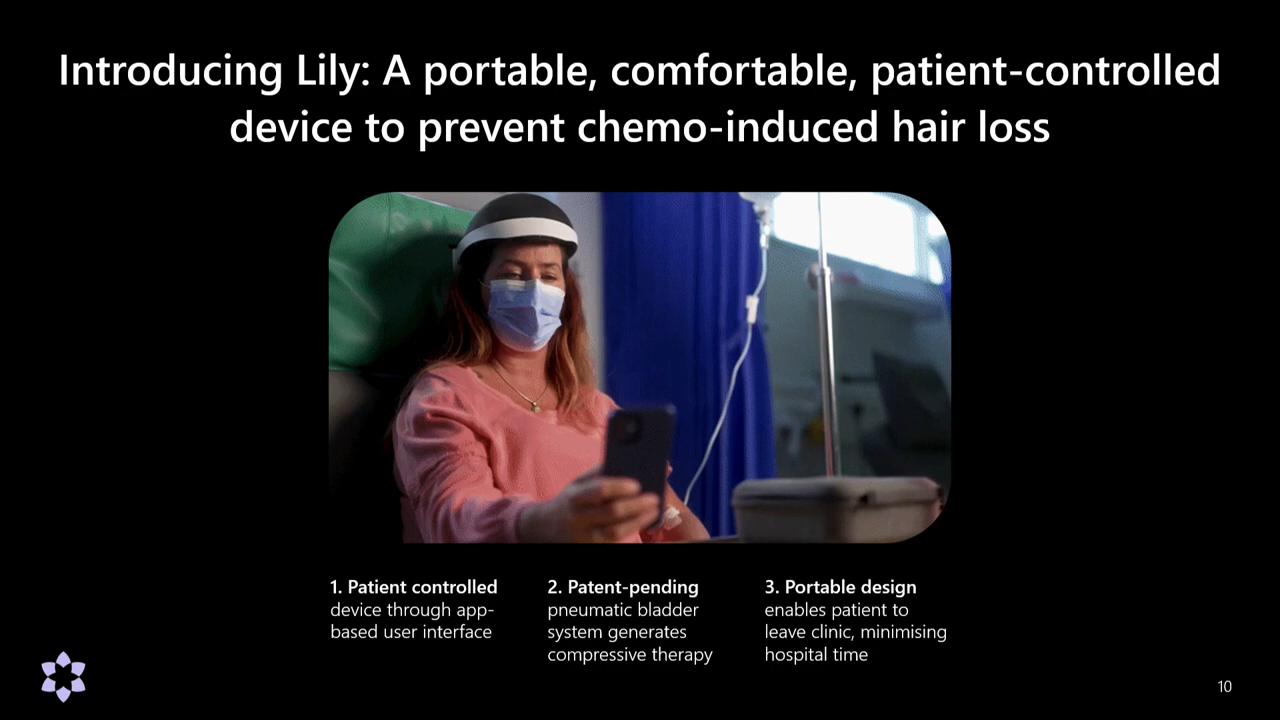 Introducing Lily: A portable, comfortable, patient-controlled
device to prevent chemo-induced hair loss
1. Patient controlled
device through app-
based user interface
2. Patent-pending
pneumatic bladder
system generates
compressive therapy
3. Portable design
enables patient to
leave clinic, minimising
hospital time
10